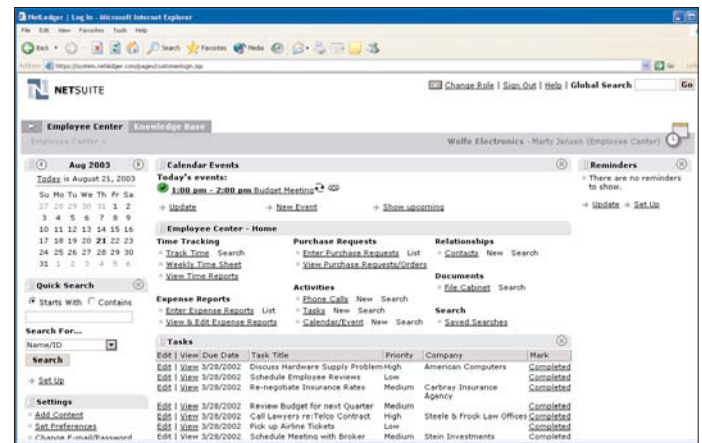 NetLedger | Log In - Microsoft Internet Explorer
File Edit View Favorites Tools Help
Back Search Favorites Media
Address https://system.netledger.com/pages/customerlogin.jsp Go
NETSUITE
Change Role | Sign Out | Help | Global Search Go
Employee Center Knowledge Base
Employee Center » Wolfe Electronics - Marty Jensen (Employee Center)
Aug 2003
Today is August 21, 2003
Su Mo Tu We Th Fr Sa
27 28 29 30 31 1 2
3 4 5 6 7 8 9
10 11 12 13 14 15 16
17 18 19 20 21 22 23
24 25 26 27 28 29 30
31 1 2 3 4 5 6
Quick Search
Starts With Contains
Search For...
Name/ID
Search
Set Up
Settings
Add Content
Set Preferences
Change E-mail/Password
Calendar Events
Today's events:
1:00 pm - 2:00 pm Budget Meeting
Update New Event Show upcoming
Employee Center - Home
Time Tracking
Track Time Search
Weekly Time Sheet
View Time Reports
Expense Reports
Enter Expense Reports List
View & Edit Expense Reports
Purchase Requests
Enter Purchase Requests List
View Purchase Requests/Orders
Activities
Phone Calls New Search
Tasks New Search
Calendar/Event New Search
Relationships
Contacts New Search
Documents
File Cabinet Search
Search
Saved Searches
Tasks
Edit | View Due Date Task Title Priority Company Mark
Edit | View 3/28/2002 Discuss Hardware Supply Problem High American Computers Completed
Edit | View 3/28/2002 Schedule Employee Reviews Low Completed
Edit | View 3/28/2002 Re-negotiate Insurance Rates Medium Carbray Insurance Agency Completed
Edit | View 3/28/2002 Review Budget for next Quarter Medium Completed
Edit | View 3/28/2002 Call Lawyers re:Telco Contract High Steele & Frock Law Offices Completed
Edit | View 3/28/2002 Pick up Airline Tickets Low Completed
Edit | View 3/28/2002 Schedule Meeting with Broker Medium Stein Investments Completed
Reminders
There are no reminders
to show.
Update Set Up